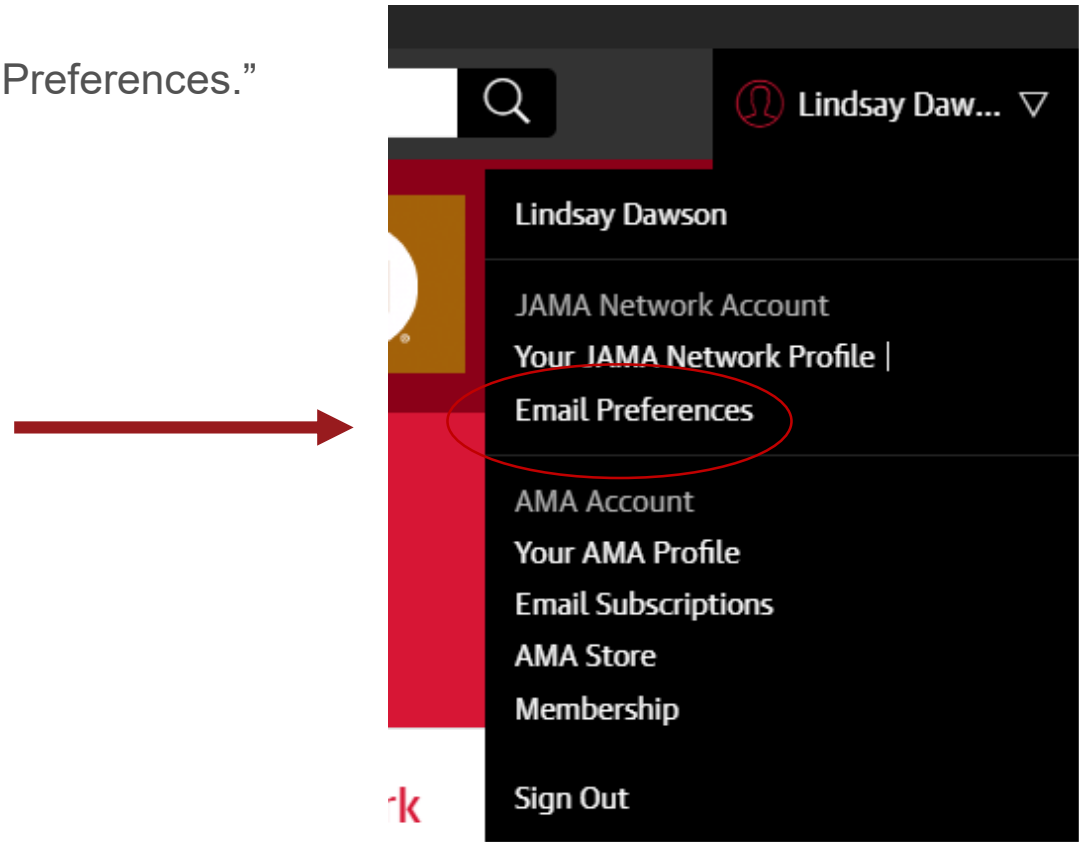 Preferences.”
Lindsay Daw...
Lindsay Dawson
JAMA Network Account
Your JAMA Network Profile |
Email Preferences
AMA Account
Your AMA Profile
Email Subscriptions
AMA Store
Membership
Sign Out
rk
®